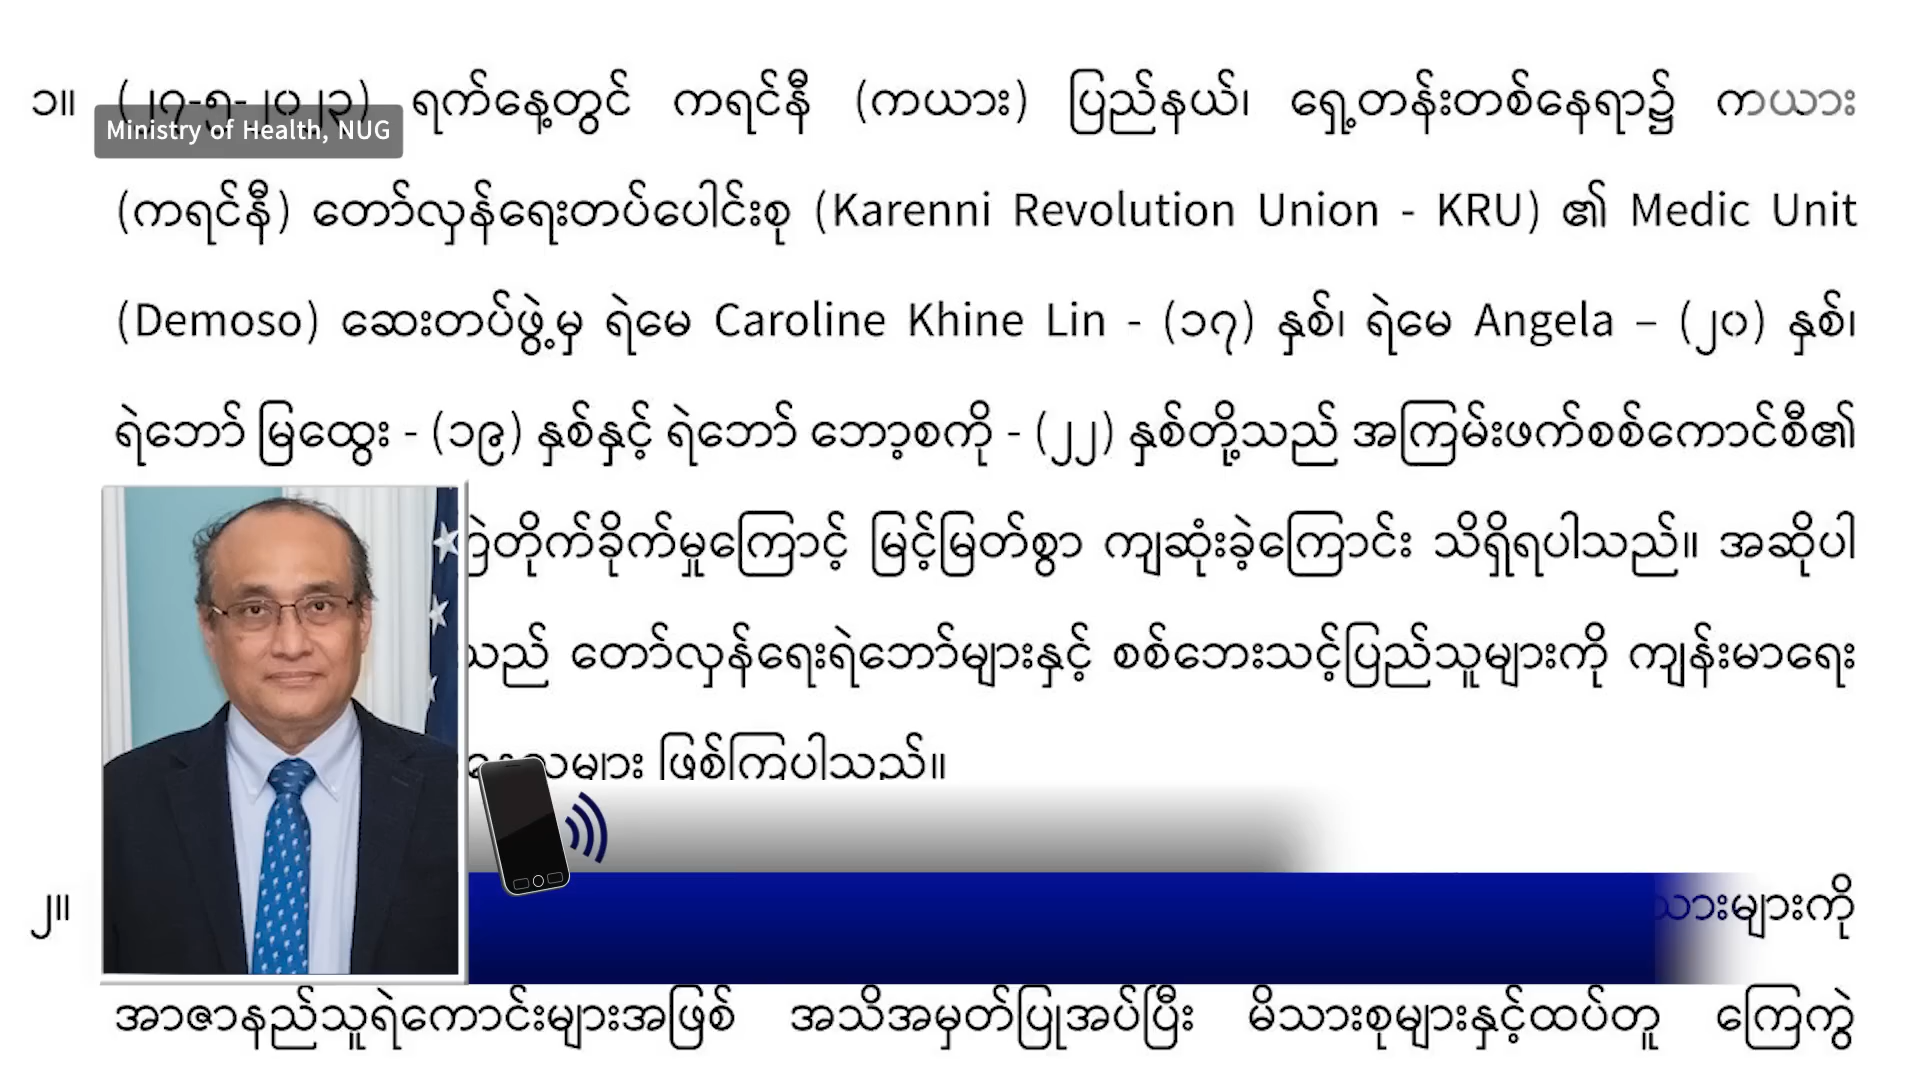 ၁။ (၂၇-၅-၂၀၂၃) ရက်နေ့တွင် ကရင်နီ (ကယား) ပြည်နယ်၊ ရှေ့တန်းတစ်နေရာ၌ ကယား
Ministry of Health, NUG
(ကရင်နီ) တော်လှန်ရေးတပ်ပေါင်းစု (Karenni Revolution Union - KRU) ၏ Medic Unit
(Demoso) ဆေးတပ်ဖွဲ့မှ ရဲမေ Caroline Khine Lin - (၁၇) နှစ်၊ ရဲမေ Angela – (၂၀) နှစ်၊
ရဲဘော် မြထွေး - (၁၉) နှစ်နှင့် ရဲဘော် ဘော့စကို - (၂၂) နှစ်တို့သည် အကြမ်းဖက်စစ်ကောင်စီ၏
တိုက်ခိုက်မှုကြောင့် မြင့်မြတ်စွာ ကျဆုံးခဲ့ကြောင်း သိရှိရပါသည်။ အဆိုပါ
သည် တော်လှန်ရေးရဲဘော်များနှင့် စစ်ဘေးသင့်ပြည်သူများကို ကျန်းမာရေး
ဖြစ်ကြပါသည်။
၂။ သားများကို
အာဇာနည်သူရဲကောင်းများအဖြစ် အသိအမှတ်ပြုအပ်ပြီး မိသားစုများနှင့်ထပ်တူ ကြေကွဲ